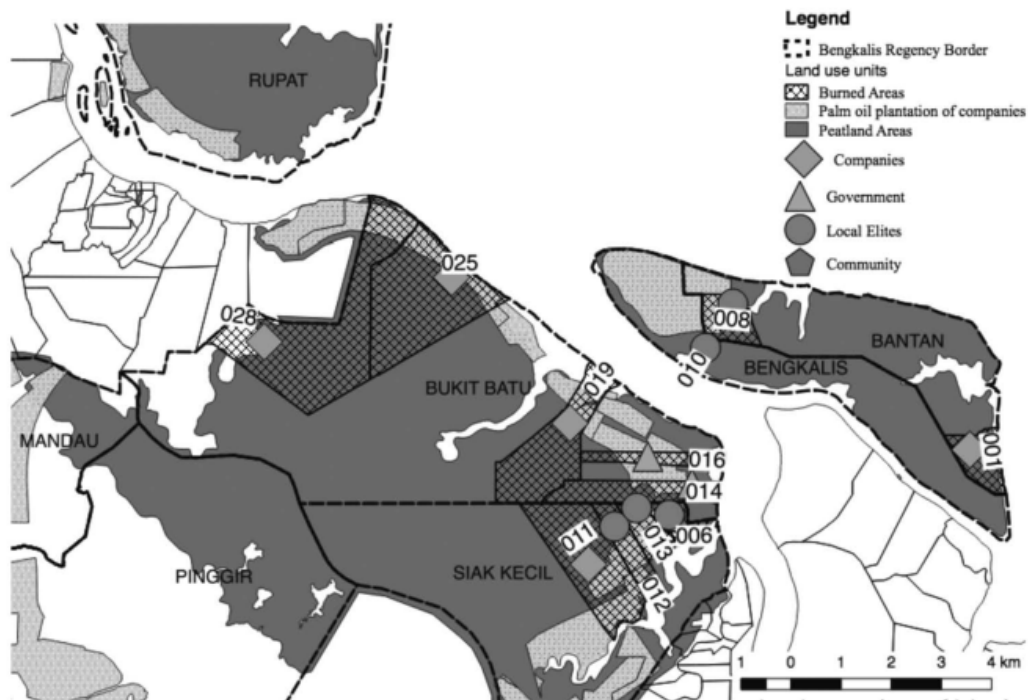 Legend
Bengkalis Regency Border
Land use units
Burned Areas
Palm oil plantation of companies
Peatland Areas
Companies
Government
Local Elites
Community
RUPAT
025
028
008
BANTAN
010
BENGKALIS
BUKIT BATU
019
MANDAU
016
001
014
006
011
013
PINGGIR
SIAK KECIL
012
1 0 1 2 3 4 km